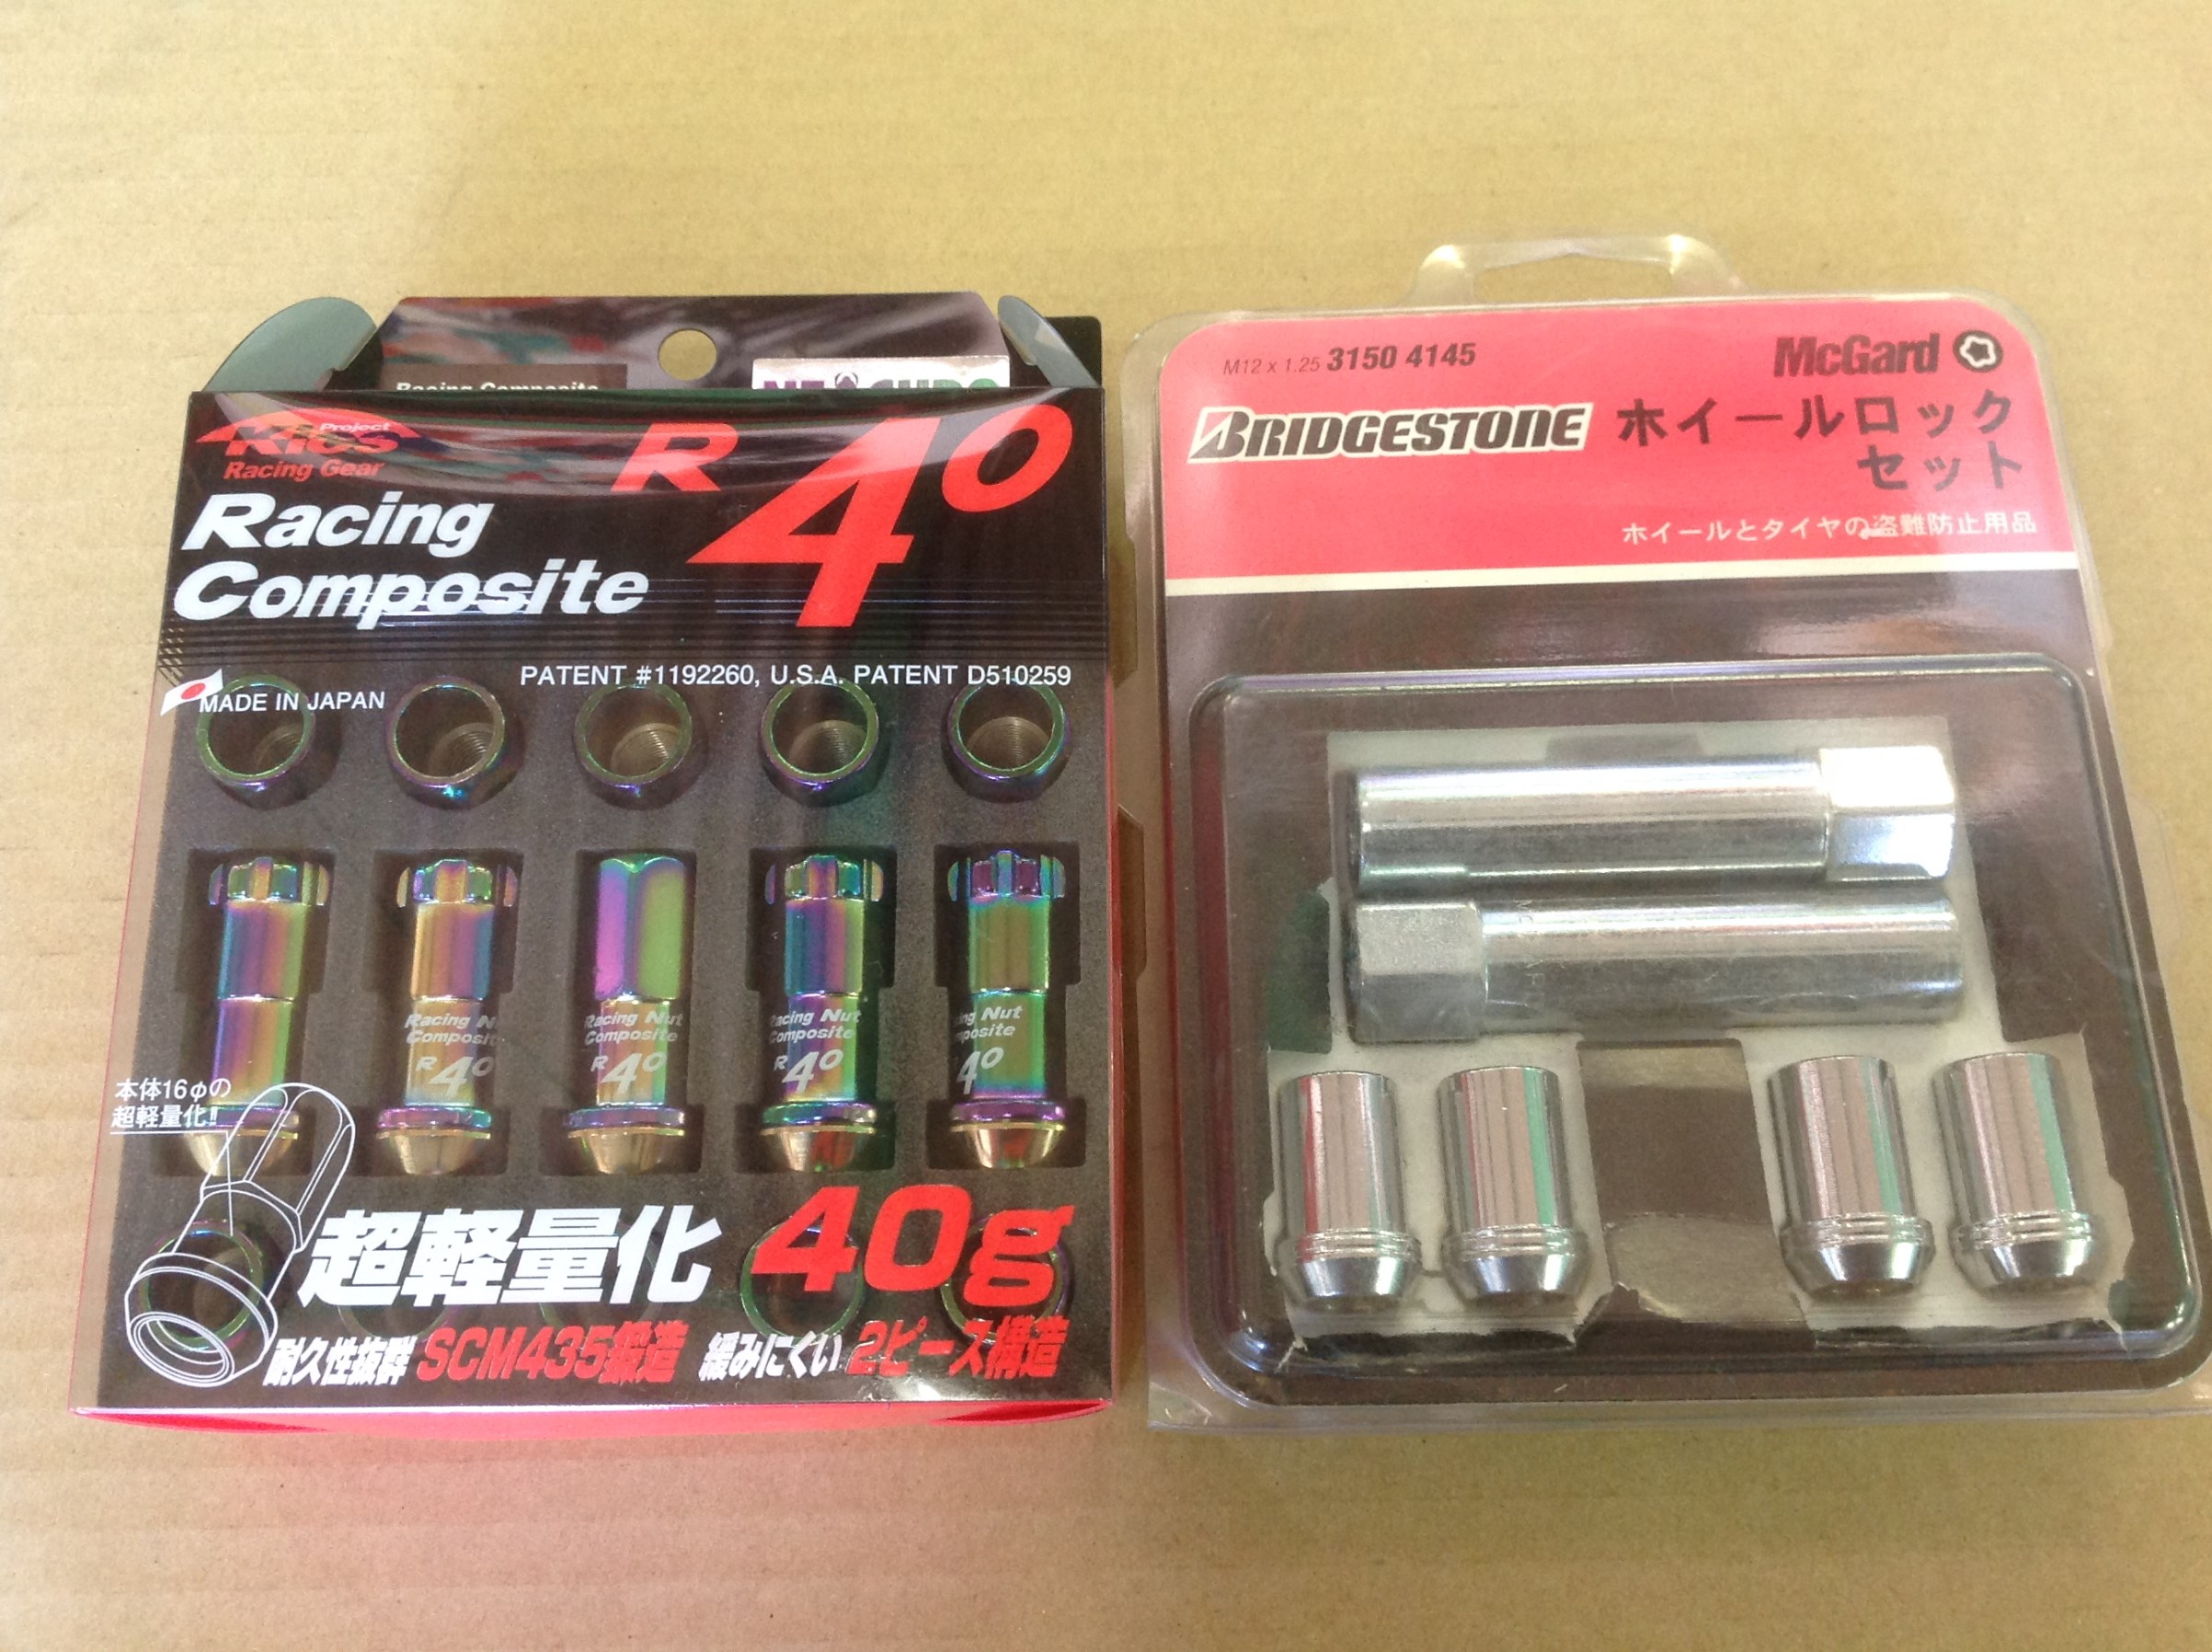 Racing Composite
Project
Kics
Racing Gear
R40
Racing
Composite
PATENT #1192260, U.S.A. PATENT D510259
MADE IN JAPAN
Racing Nut
Composite
R40
本体16φの
超軽量化!!
超軽量化 40g
耐久性抜群 SCM435鍛造 緩みにくい 2ピース構造
M12 x 1.25 3150 4145
McGard
BRIDGESTONE
ホイールロック
セット
ホイールとタイヤの盗難防止用品